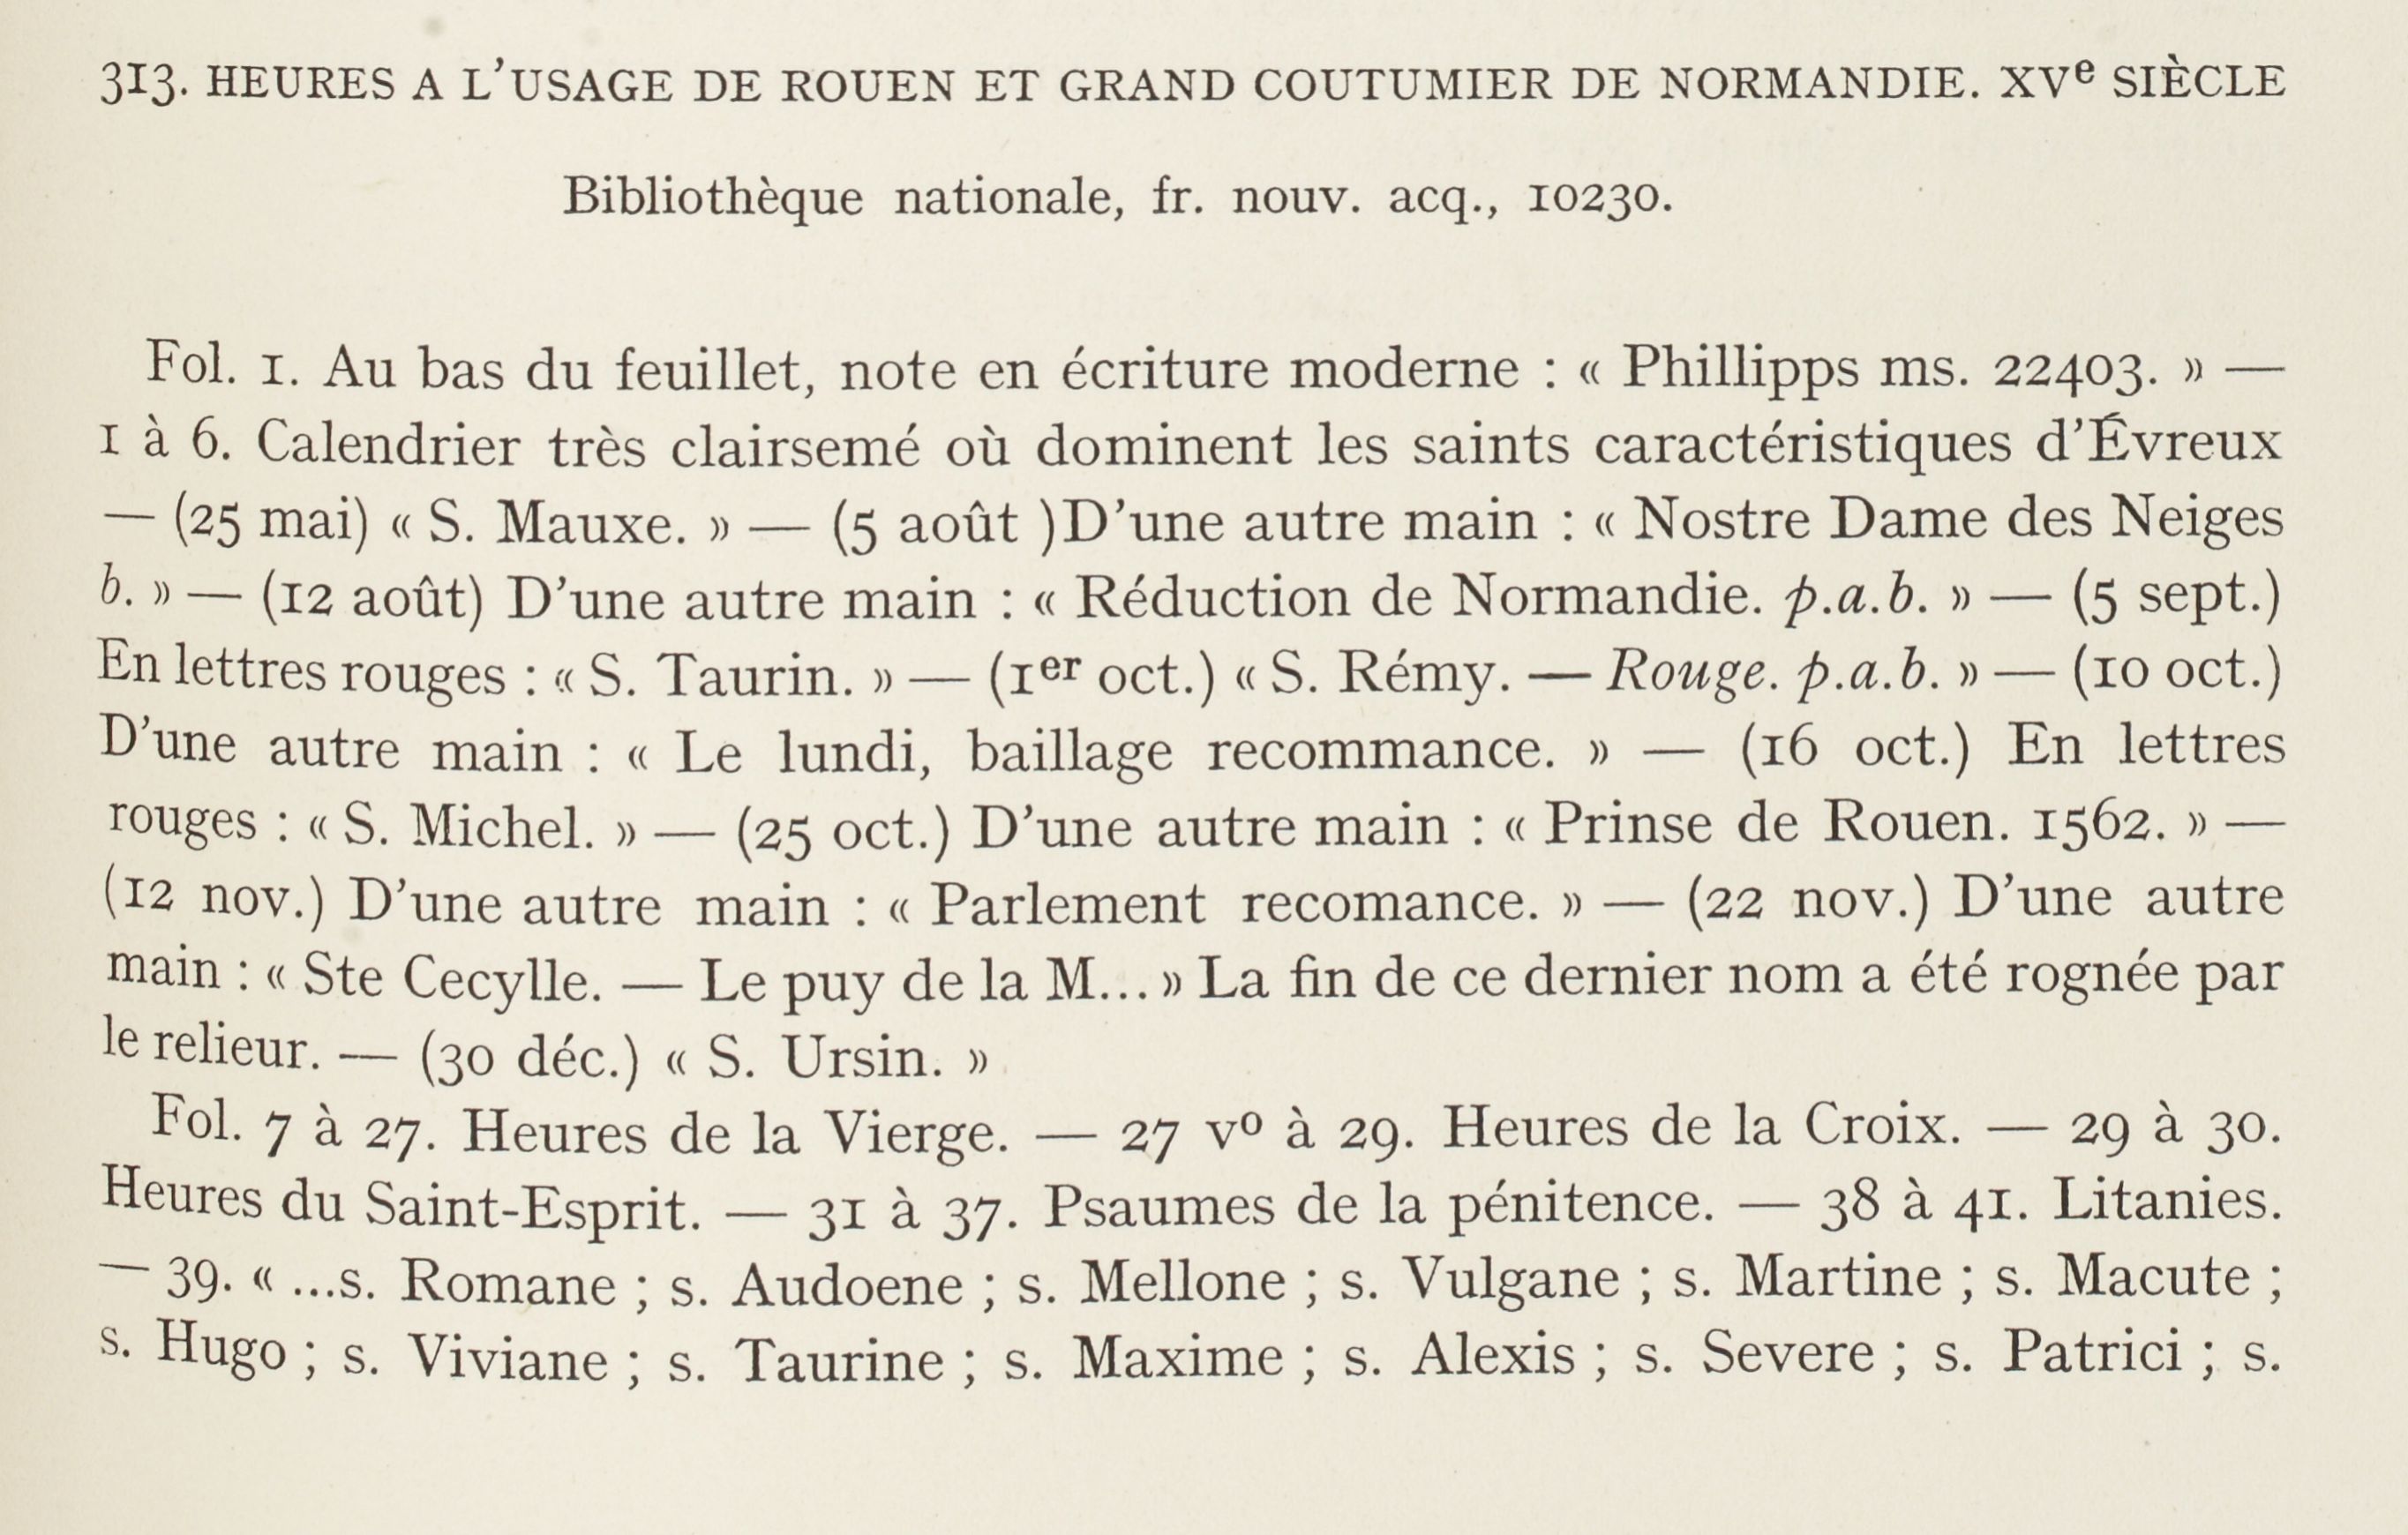 313. HEURES A L'USAGE DE ROUEN ET GRAND COUTUMIER DE NORMANDIE. XVe SIÈCLE
Bibliothèque nationale, fr. nouv. acq., 10230.
Fol. 1. Au bas du feuillet, note en écriture moderne : « Phillipps ms. 22403. » —
1 à 6. Calendrier très clairsemé où dominent les saints caractéristiques d'Évreux
— (25 mai) « S. Mauxe. » — (5 août )D'une autre main : « Nostre Dame des Neiges
b. » — (12 août) D'une autre main : « Réduction de Normandie. p.a.b. » — (5 sept.)
En lettres rouges : « S. Taurin. » — (1er oct.) « S. Rémy. — Rouge. p.a.b. » — (10 oct.)
D'une autre main : « Le lundi, baillage recommance. » — (16 oct.) En lettres
rouges : « S. Michel. » — (25 oct.) D'une autre main : « Prinse de Rouen. 1562. » —
(12 nov.) D'une autre main : « Parlement recomance. » — (22 nov.) D'une autre
main : « Ste Cecylle. — Le puy de la M... » La fin de ce dernier nom a été rognée par
le relieur. — (30 déc.) « S. Ursin. »
Fol. 7 à 27. Heures de la Vierge. — 27 vº à 29. Heures de la Croix. — 29 à 30.
Heures du Saint-Esprit. — 31 à 37. Psaumes de la pénitence. — 38 à 41. Litanies.
— 39. « ...s. Romane ; s. Audoene ; s. Mellone ; s. Vulgane ; s. Martine ; s. Macute ;
s. Hugo ; s. Viviane ; s. Taurine ; s. Maxime ; s. Alexis ; s. Severe ; s. Patrici ; s.